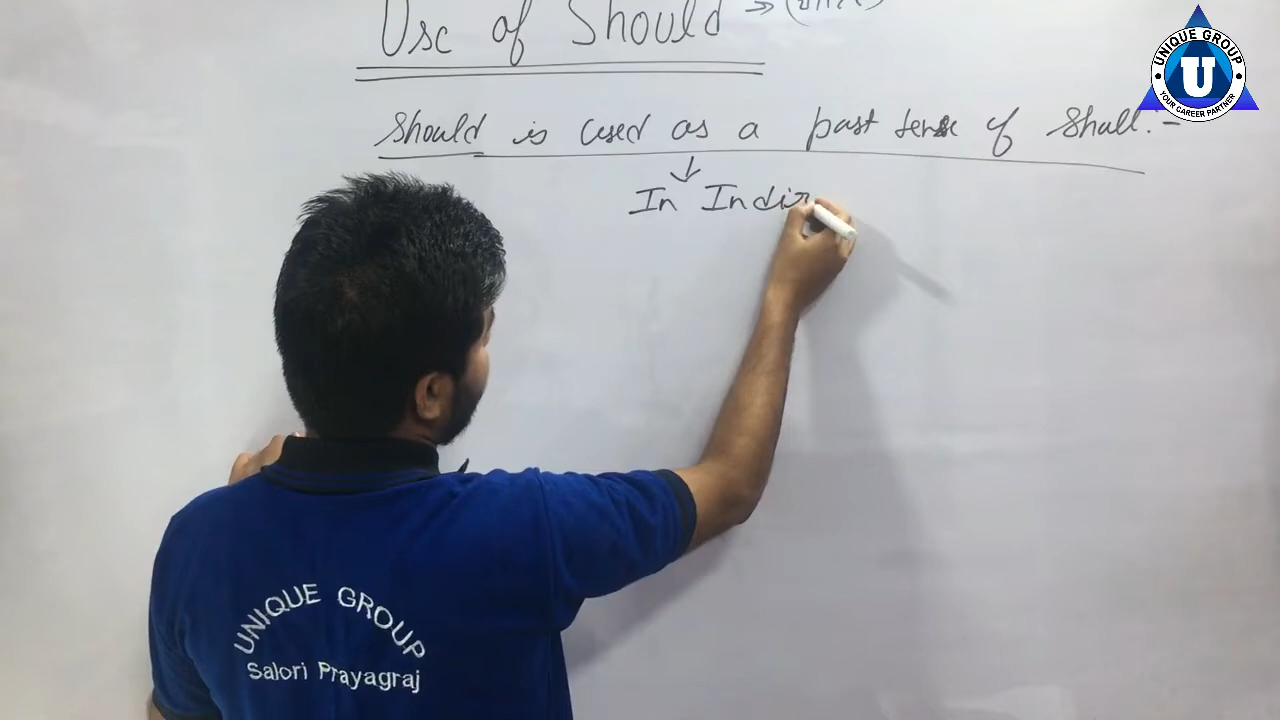 Use of Should →
Should is used as a past tense of Shall:-
↓
In Indir
UNIQUE GROUP
U
YOUR CAREER PARTNER
UNIQUE GROUP
Salori Prayagraj